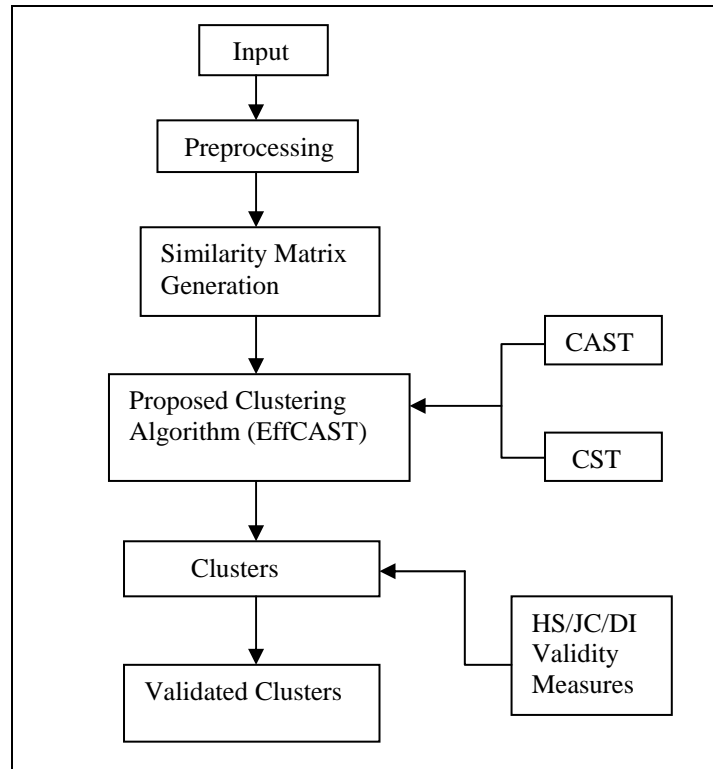 Input
Preprocessing
Similarity Matrix
Generation
CAST
Proposed Clustering
Algorithm (EffCAST)
CST
Clusters
HS/JC/DI
Validity
Measures
Validated Clusters